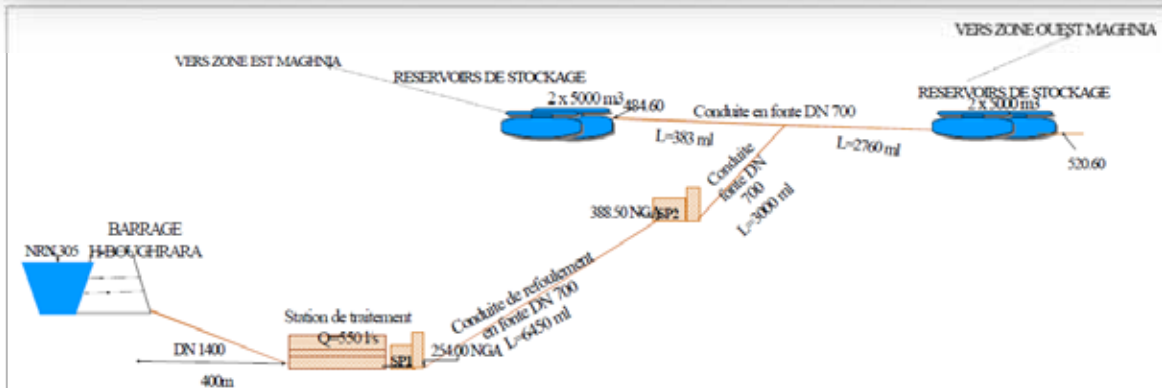 VERS ZONE OUEST MAGHNIA
VERS ZONE EST MAGHNIA
RESERVOIRS DE STOCKAGE
2 x 5000 m3
484.60
Conduite en fonte DN 700
RESERVOIRS DE STOCKAGE
2 x 5000 m3
L=383 ml
L=2760 ml
520.60
Conduite
fonte DN
700
L=3000 ml
388.50 NGA
SP2
BARRAGE
H-BOUGHRARA
NRN 305
Conduite de refoulement
en fonte DN 700
L=6450 ml
Station de traitement
Q=550 l/s
SP1
254.00 NGA
DN 1400
400m